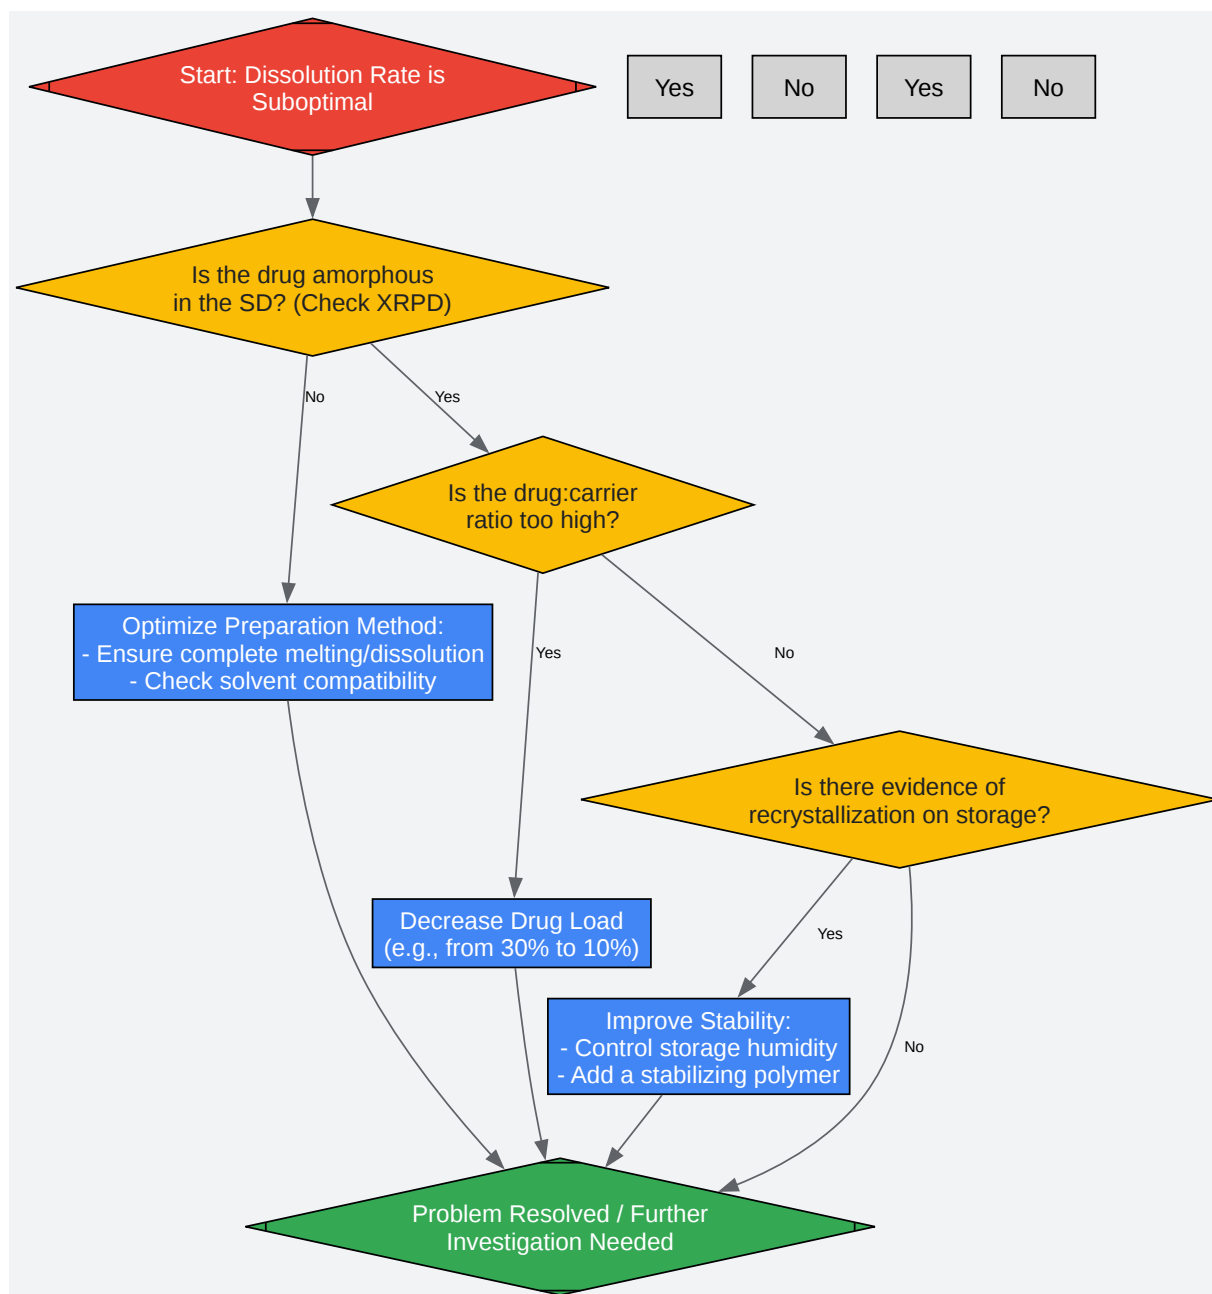 Start: Dissolution Rate is
Suboptimal
Yes
No
Yes
No
Is the drug amorphous
in the SD? (Check XRPD)
No
Yes
Is the drug:carrier
ratio too high?
Optimize Preparation Method:
- Ensure complete melting/dissolution
- Check solvent compatibility
Yes
No
Is there evidence of
recrystallization on storage?
Decrease Drug Load
(e.g., from 30% to 10%)
Yes
Improve Stability:
- Control storage humidity
- Add a stabilizing polymer
No
Problem Resolved / Further
Investigation Needed